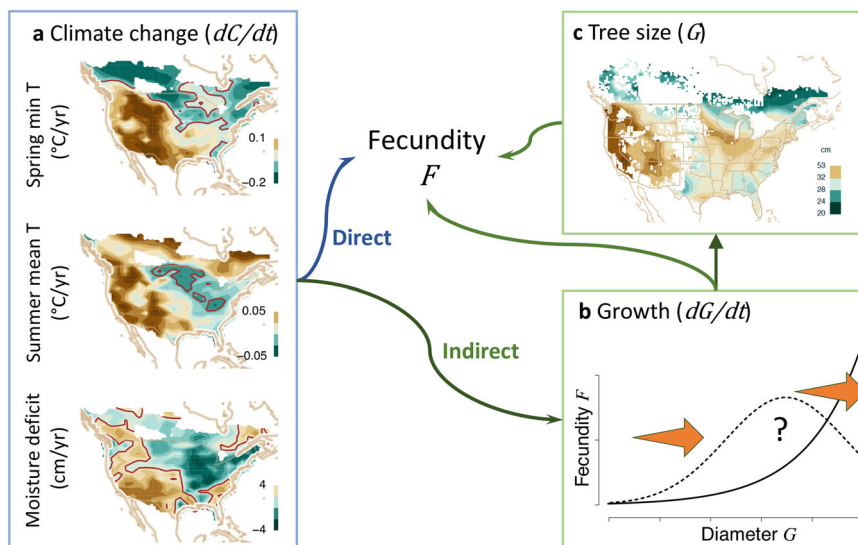 a Climate change (dC/dt)
Spring min T
(°C/yr)
0.1
−0.2
Summer mean T
(°C/yr)
0.05
−0.05
Moisture deficit
(cm/yr)
4
−4
Fecundity
F
Direct
Indirect
c Tree size (G)
cm
53
32
28
24
20
b Growth (dG/dt)
Fecundity F
?
Diameter G